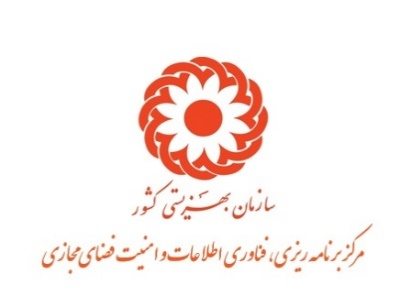 سازمان بهزیستی کشور
مرکز برنامه ریزی، فناوری اطلاعات و امنیت فضای مجازی